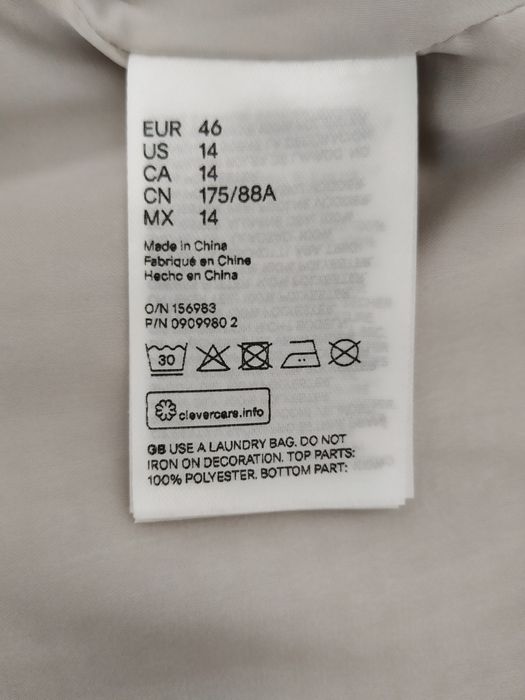 EUR 46
US 14
CA 14
CN 175/88A
MX 14
Made in China
Fabriqué en Chine
Hecho en China
O/N 156983
P/N 0909980 2
30
clevercare.info
GB USE A LAUNDRY BAG. DO NOT
IRON ON DECORATION. TOP PARTS:
100% POLYESTER. BOTTOM PART: